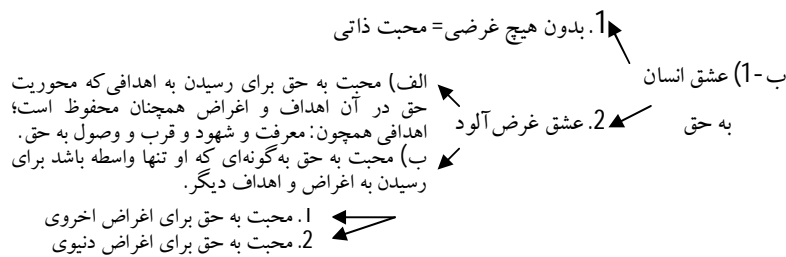 1. بدون هیچ غرضی= محبت ذاتی
ب-1) عشق انسان
به حق
2. عشق غرض آلود
الف) محبت به حق برای رسیدن به اهدافی که محوریت
حق در آن اهداف و اغراض همچنان محفوظ است؛
اهدافی همچون: معرفت و شهود و قرب و وصول به حق.
ب) محبت به حق به‌گونه‌ای که او تنها واسطه باشد برای
رسیدن به اغراض و اهداف دیگر.
1. محبت به حق برای اغراض اخروی
2. محبت به حق برای اغراض دنیوی